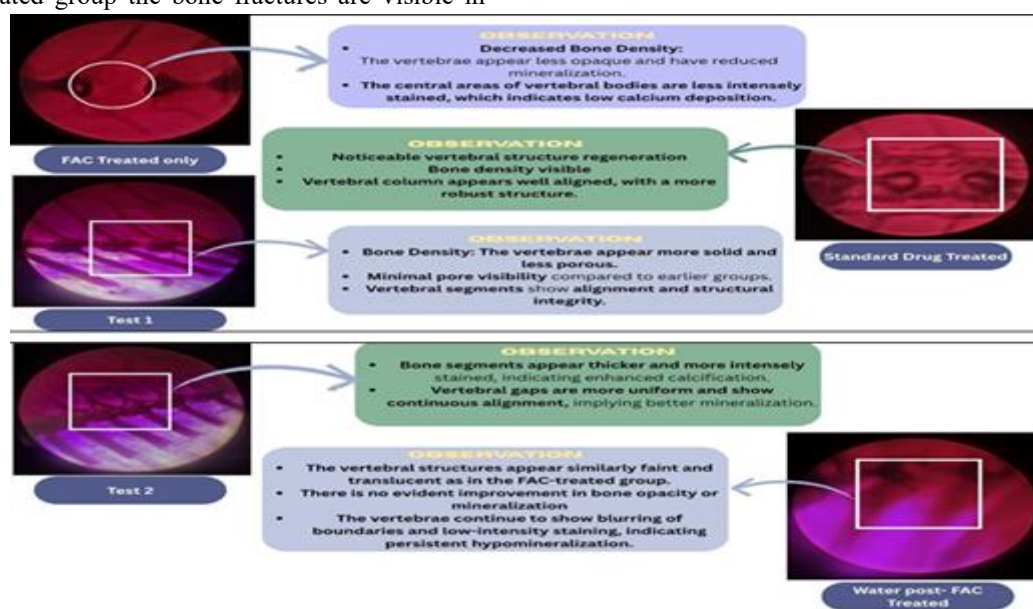 ated group the bone fractures are visible in
OBSERVATION
• Decreased Bone Density:
The vertebrae appear less opaque and have reduced
mineralization.
• The central areas of vertebral bodies are less intensely
stained, which indicates low calcium deposition.
FAC Treated only
OBSERVATION
• Noticeable vertebral structure regeneration
• Bone density visible
• Vertebral column appears well aligned, with a more
robust structure.
Standard Drug Treated
OBSERVATION
• Bone Density: The vertebrae appear more solid and
less porous.
• Minimal pore visibility compared to earlier groups.
• Vertebral segments show alignment and structural
integrity.
Test 1
OBSERVATION
• Bone segments appear thicker and more intensely
stained, indicating enhanced calcification.
• Vertebral gaps are more uniform and show
continuous alignment, implying better mineralization.
Test 2
OBSERVATION
• The vertebral structures appear similarly faint and
translucent as in the FAC-treated group.
• There is no evident improvement in bone opacity or
mineralization
• The vertebrae continue to show blurring of
boundaries and low-intensity staining, indicating
persistent hypomineralization.
Water post- FAC
Treated